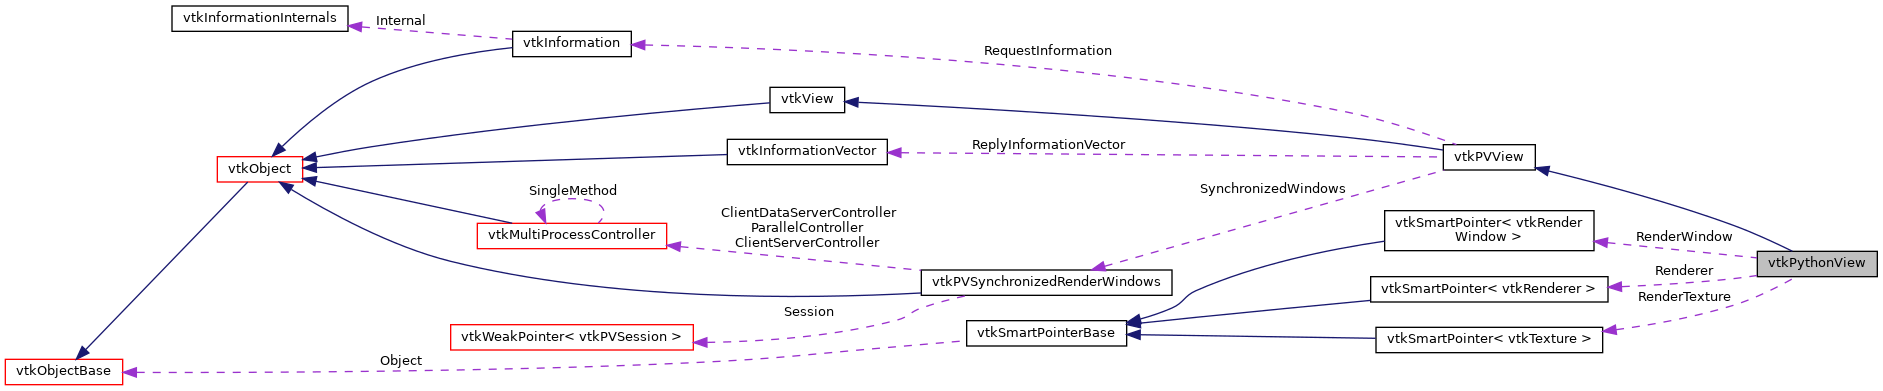 vtkInformationInternals
Internal
vtkInformation
RequestInformation
vtkView
vtkInformationVector
ReplyInformationVector
vtkPVView
vtkObject
SingleMethod
SynchronizedWindows
ClientDataServerController
ParallelController
ClientServerController
vtkMultiProcessController
vtkSmartPointer< vtkRender
Window >
RenderWindow
vtkPythonView
vtkPVSynchronizedRenderWindows
vtkSmartPointer< vtkRenderer >
Renderer
RenderTexture
Session
vtkWeakPointer< vtkPVSession >
vtkSmartPointerBase
vtkSmartPointer< vtkTexture >
Object
vtkObjectBase